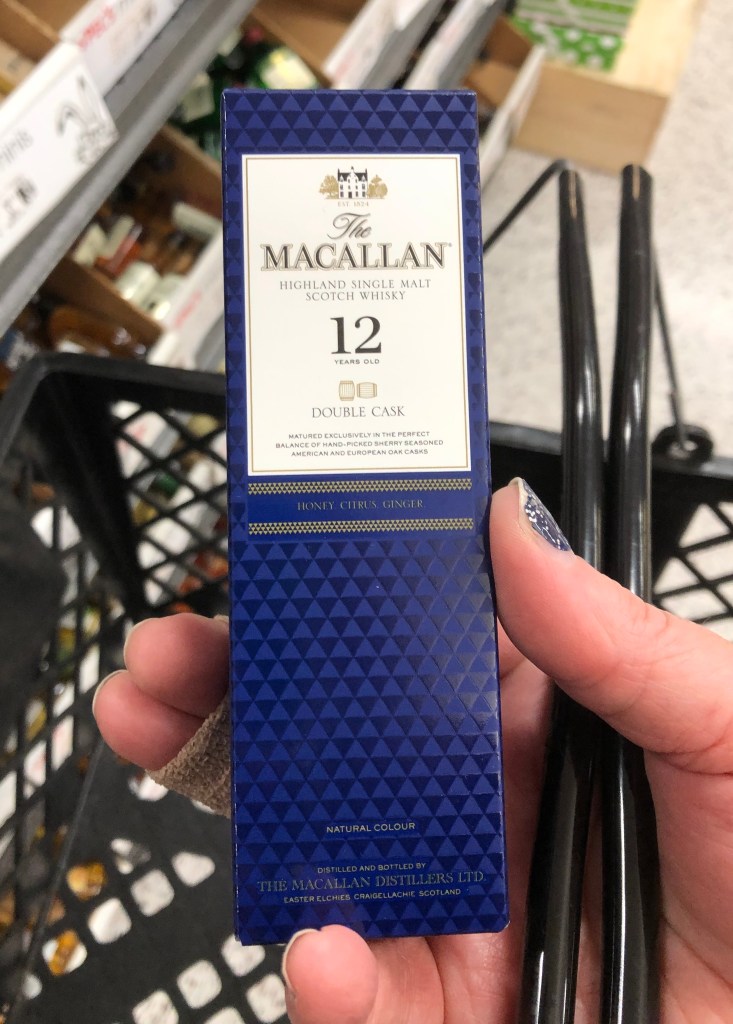 EST. 1824
The
MACALLAN
HIGHLAND SINGLE MALT
SCOTCH WHISKY
12
YEARS OLD
DOUBLE CASK
MATURED EXCLUSIVELY IN THE PERFECT
BALANCE OF HAND-PICKED SHERRY SEASONED
AMERICAN AND EUROPEAN OAK CASKS
HONEY. CITRUS. GINGER.
NATURAL COLOUR
DISTILLED AND BOTTLED BY
THE MACALLAN DISTILLERS LTD.
EASTER ELCHIES CRAIGELLACHIE SCOTLAND